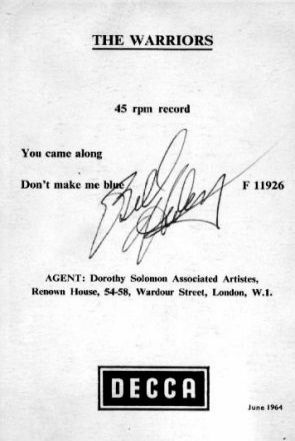 THE WARRIORS
45 rpm record
You came along
Don't make me blue F 11926
AGENT: Dorothy Solomon Associated Artistes,
Renown House, 54-58, Wardour Street, London, W.1.
DECCA
June 1964